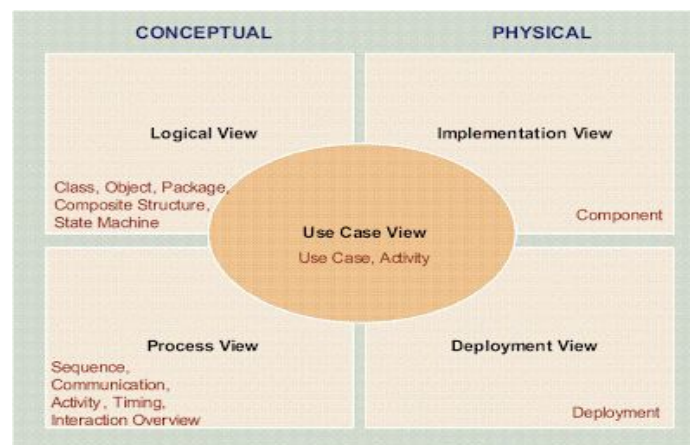 CONCEPTUAL
PHYSICAL
Logical View
Class, Object, Package,
Composite Structure,
State Machine
Implementation View
Component
Use Case View
Use Case, Activity
Process View
Sequence,
Communication,
Activity, Timing,
Interaction Overview
Deployment View
Deployment